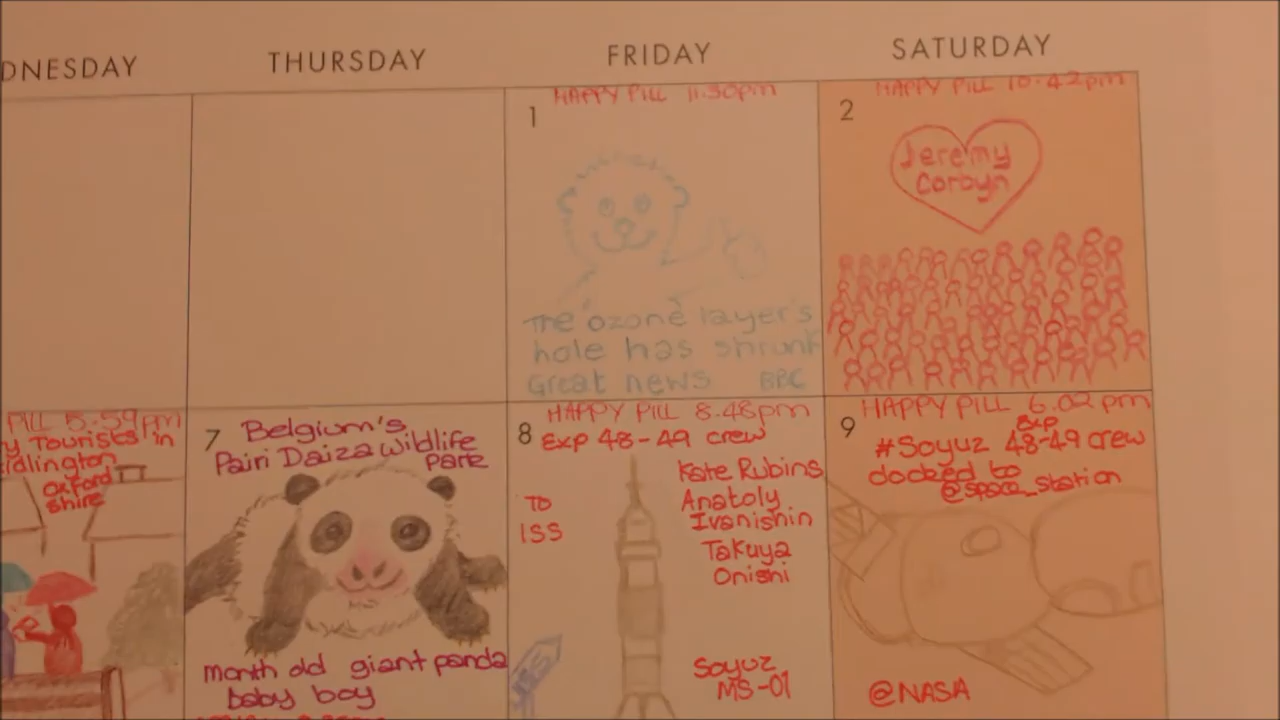 DNESDAY
THURSDAY
FRIDAY
SATURDAY
1
HAPPY PILL 11.30pm
The ozone layer's
hole has shrunk
Great news BBC
2
HAPPY PILL 10.42pm
Jeremy
Corbyn
PILL 5.59pm
y Tourists in
idlington
Oxford
shire
7
Belgium's
Pairi Daiza Wildlife
Park
month old giant panda
baby boy
8
HAPPY PILL 8.48pm
Exp 48-49 crew
TO
ISS
Kate Rubins
Anatoly
Ivanishin
Takuya
Onishi
Soyuz
MS-01
9
HAPPY PILL 6.02pm
Exp
#Soyuz 48-49 crew
docked to
@space_station
@NASA